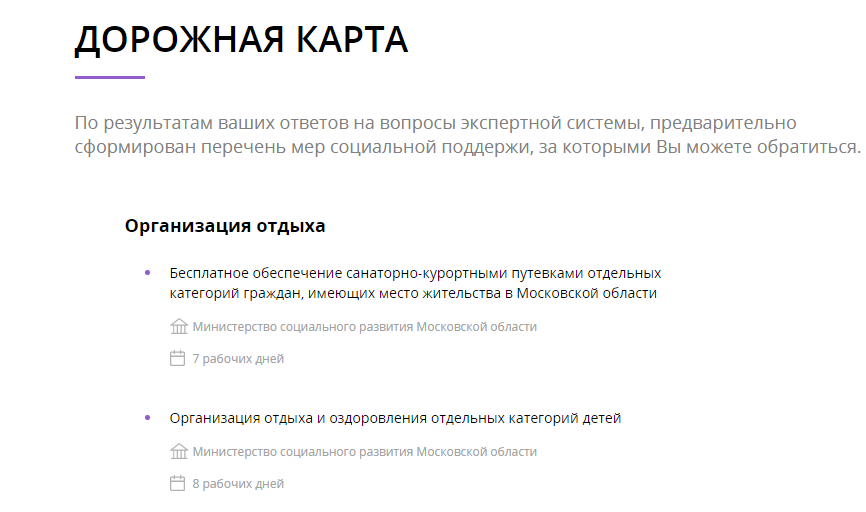 ДОРОЖНАЯ КАРТА
По результатам ваших ответов на вопросы экспертной системы, предварительно
сформирован перечень мер социальной поддержки, за которыми Вы можете обратиться.
Организация отдыха
Бесплатное обеспечение санаторно-курортными путевками отдельных
категорий граждан, имеющих место жительства в Московской области
Министерство социального развития Московской области
7 рабочих дней
Организация отдыха и оздоровления отдельных категорий детей
Министерство социального развития Московской области
8 рабочих дней